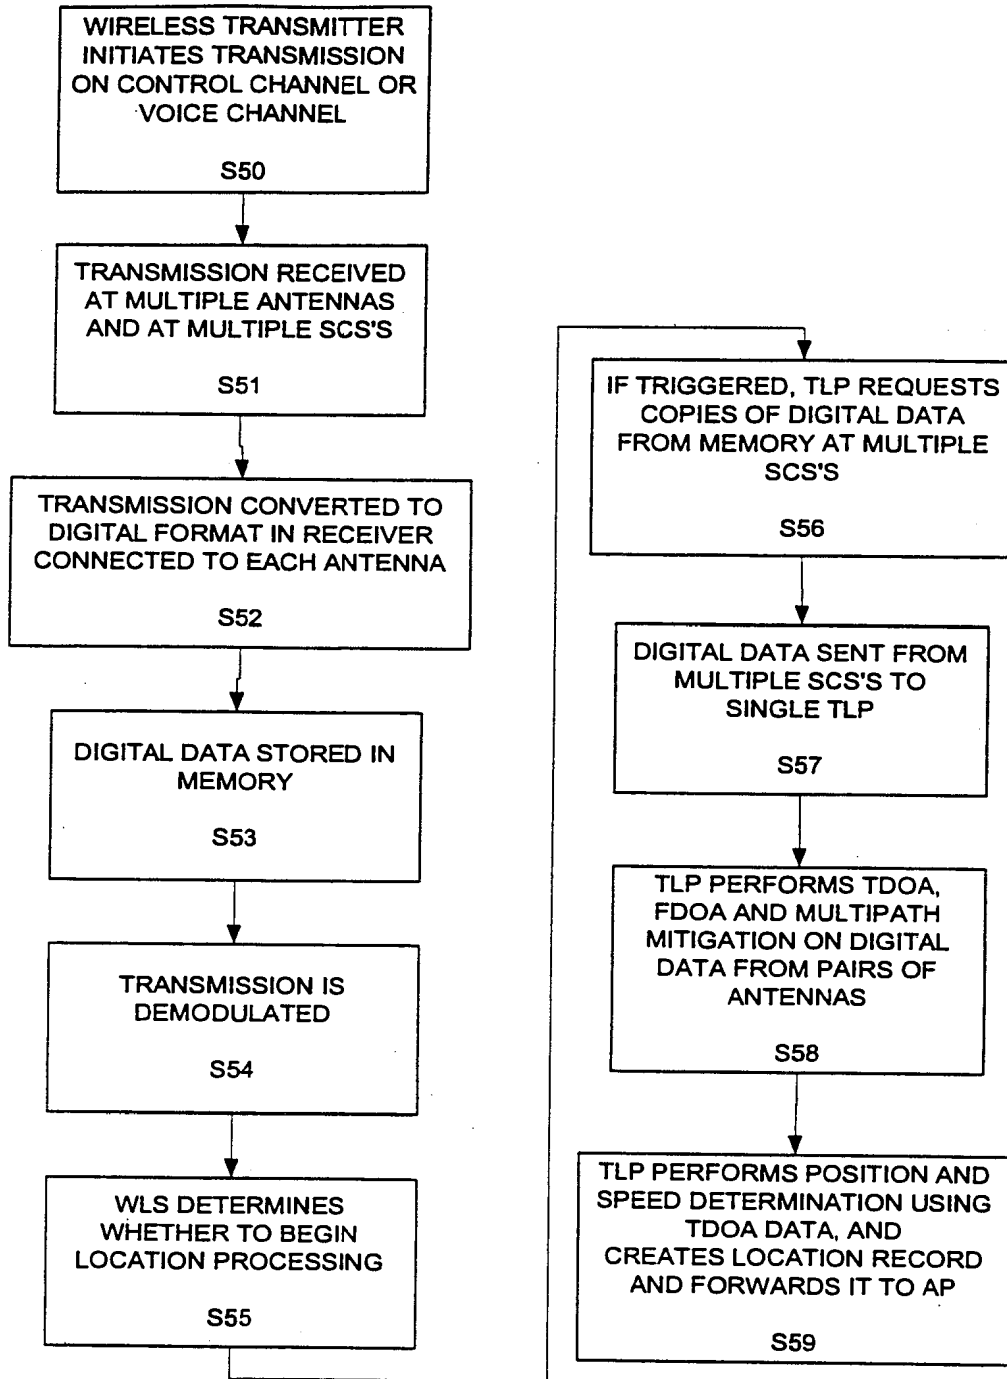 WIRELESS TRANSMITTER
INITIATES TRANSMISSION
ON CONTROL CHANNEL OR
VOICE CHANNEL
S50
TRANSMISSION RECEIVED
AT MULTIPLE ANTENNAS
AND AT MULTIPLE SCS'S
S51
TRANSMISSION CONVERTED TO
DIGITAL FORMAT IN RECEIVER
CONNECTED TO EACH ANTENNA
S52
DIGITAL DATA STORED IN
MEMORY
S53
TRANSMISSION IS
DEMODULATED
S54
WLS DETERMINES
WHETHER TO BEGIN
LOCATION PROCESSING
S55
IF TRIGGERED, TLP REQUESTS
COPIES OF DIGITAL DATA
FROM MEMORY AT MULTIPLE
SCS'S
S56
DIGITAL DATA SENT FROM
MULTIPLE SCS'S TO
SINGLE TLP
S57
TLP PERFORMS TDOA,
FDOA AND MULTIPATH
MITIGATION ON DIGITAL
DATA FROM PAIRS OF
ANTENNAS
S58
TLP PERFORMS POSITION AND
SPEED DETERMINATION USING
TDOA DATA, AND
CREATES LOCATION RECORD
AND FORWARDS IT TO AP
S59